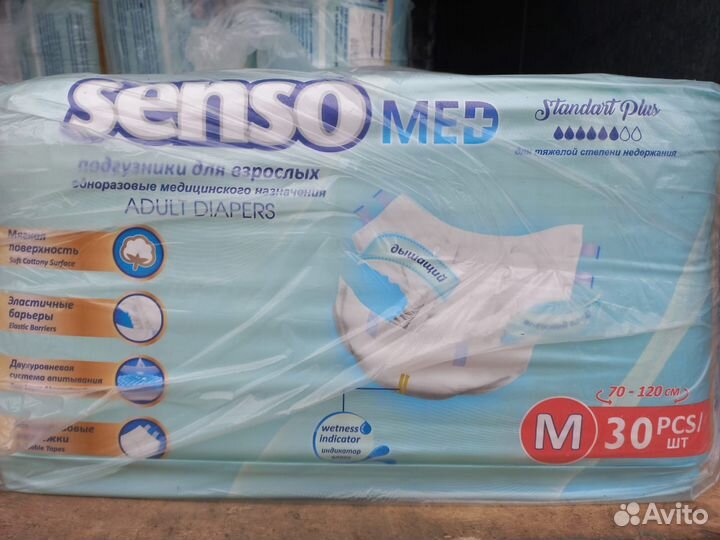 senso MED
Standart Plus
для тяжелой степени недержания
подгузники для взрослых
одноразовые медицинского назначения
ADULT DIAPERS
Мягкая
поверхность
Soft Cottony Surface
дышащий
Эластичные
барьеры
Elastic Barriers
Двухуровневая
система впитывания
wetness
indicator
индикатор
Tapes
70 - 120 см
M 30 PCS/
шт
Avito